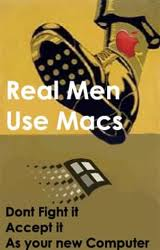 Real Men
Use Macs
Dont Fight it
Accept it
As your new Computer